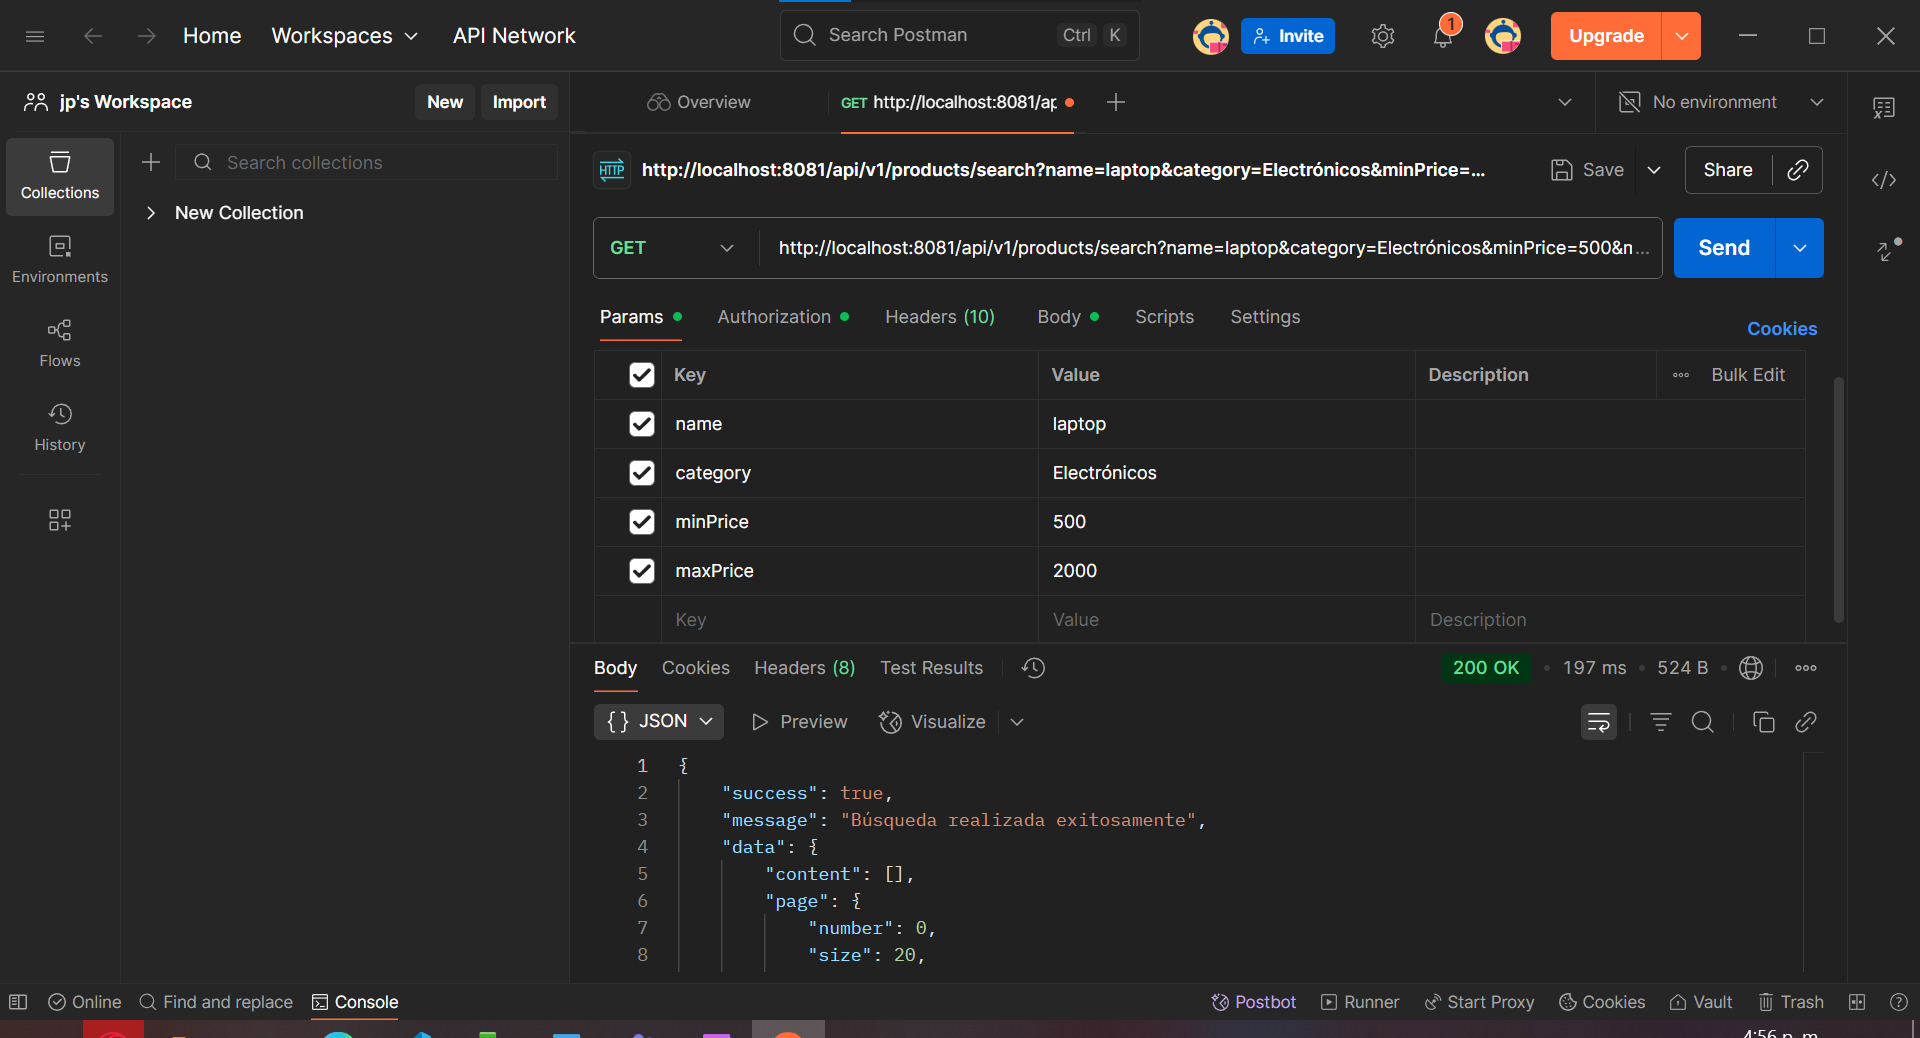 Home
Workspaces
API Network
Search Postman
Ctrl K
Invite
1
Upgrade
jp's Workspace
New
Import
Overview
GET http://localhost:8081/ap
No environment
Collections
Search collections
New Collection
Environments
Flows
History
HTTP
http://localhost:8081/api/v1/products/search?name=laptop&category=Electrónicos&minPrice=...
Save
Share
GET
http://localhost:8081/api/v1/products/search?name=laptop&category=Electrónicos&minPrice=500&n...
Send
Params
Authorization
Headers (10)
Body
Scripts
Settings
Cookies
Key Value Description Bulk Edit
name laptop
category Electrónicos
minPrice 500
maxPrice 2000
Key Value Description
Body
Cookies
Headers (8)
Test Results
200 OK
197 ms
524 B
{ } JSON
Preview
Visualize
1 {
2 "success": true,
3 "message": "Búsqueda realizada exitosamente",
4 "data": {
5 "content": [],
6 "page": {
7 "number": 0,
8 "size": 20,
Online
Find and replace
Console
Postbot
Runner
Start Proxy
Cookies
Vault
Trash
4:56 p. m.